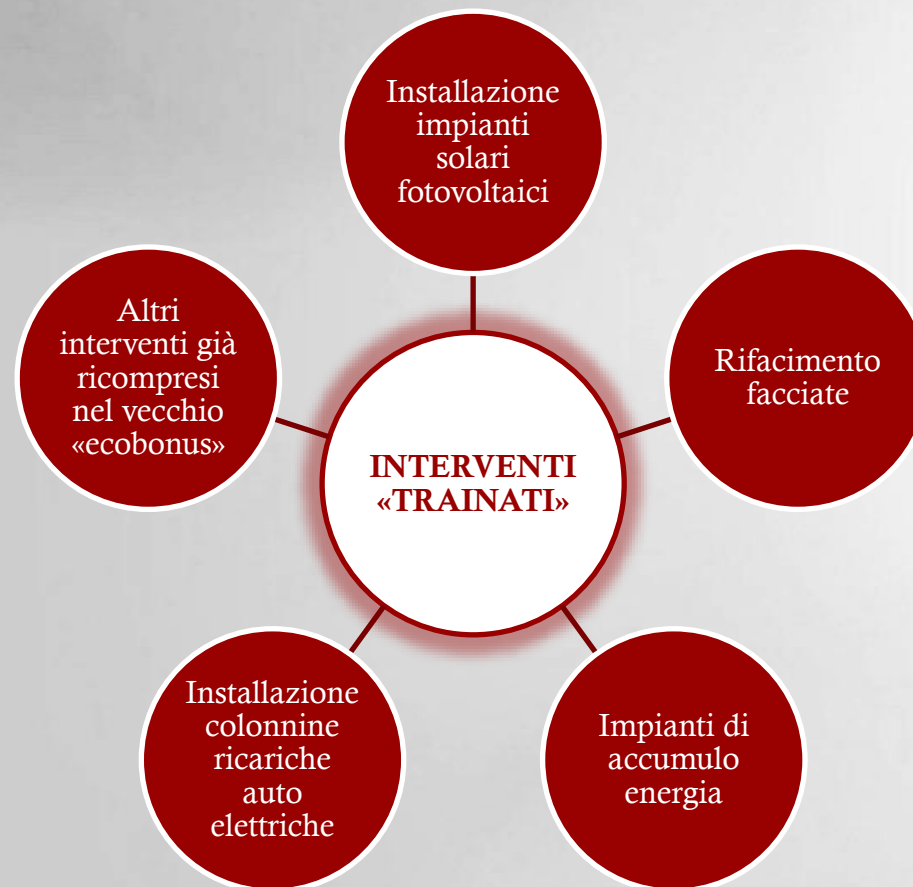 Installazione
impianti
solari
fotovoltaici
Altri
interventi già
ricompresi
nel vecchio
«ecobonus»
Rifacimento
facciate
INTERVENTI
«TRAINATI»
Installazione
colonnine
ricariche
auto
elettriche
Impianti di
accumulo
energia